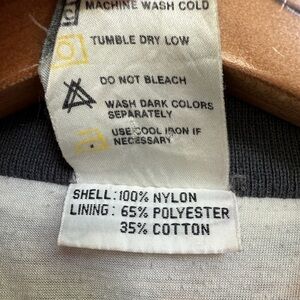 MACHINE WASH COLD
TUMBLE DRY LOW
DO NOT BLEACH
WASH DARK COLORS
SEPARATELY
USE COOL IRON IF
NECESSARY
SHELL: 100% NYLON
LINING: 65% POLYESTER
35% COTTON